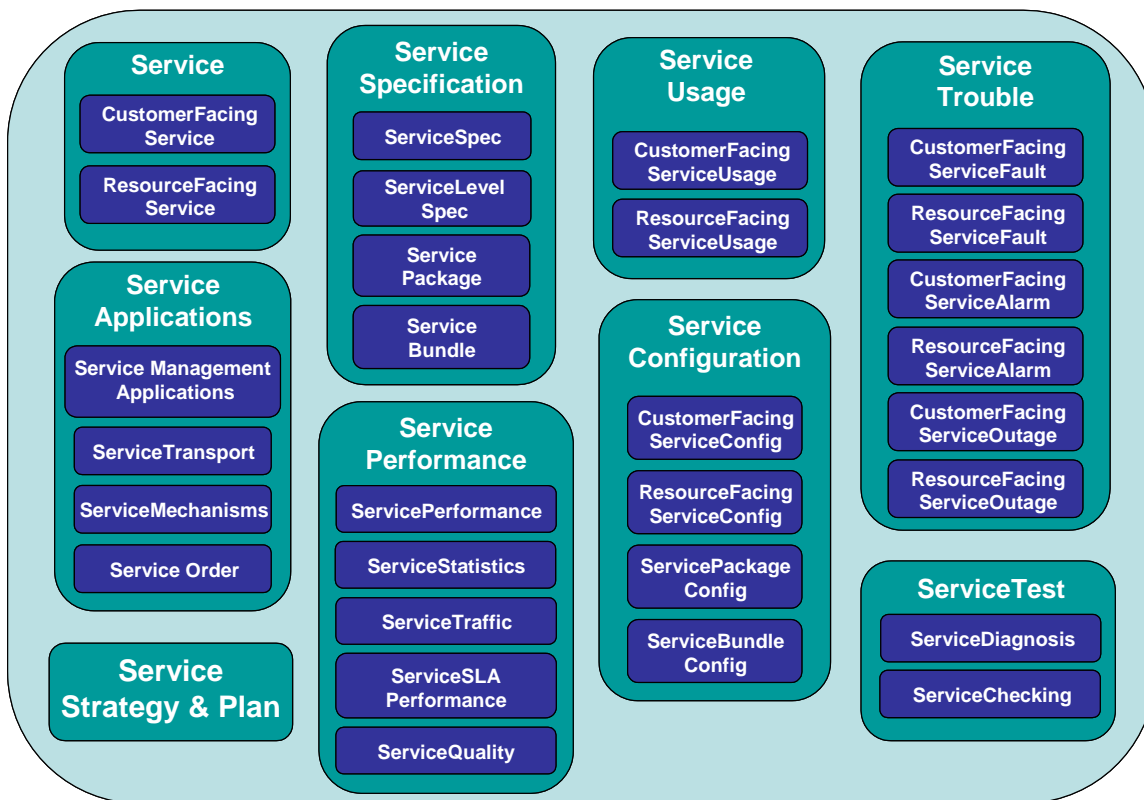 Service
CustomerFacing
Service
ResourceFacing
Service
Service
Applications
Service Management
Applications
ServiceTransport
ServiceMechanisms
Service Order
Service
Strategy & Plan
Service
Specification
ServiceSpec
ServiceLevel
Spec
Service
Package
Service
Bundle
Service
Performance
ServicePerformance
ServiceStatistics
ServiceTraffic
ServiceSLA
Performance
ServiceQuality
Service
Usage
CustomerFacing
ServiceUsage
ResourceFacing
ServiceUsage
Service
Configuration
CustomerFacing
ServiceConfig
ResourceFacing
ServiceConfig
ServicePackage
Config
ServiceBundle
Config
Service
Trouble
CustomerFacing
ServiceFault
ResourceFacing
ServiceFault
CustomerFacing
ServiceAlarm
ResourceFacing
ServiceAlarm
CustomerFacing
ServiceOutage
ResourceFacing
ServiceOutage
ServiceTest
ServiceDiagnosis
ServiceChecking